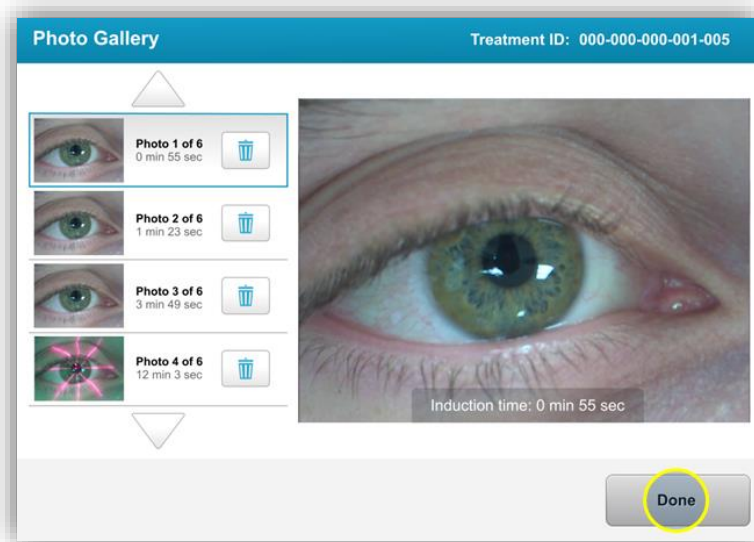 Photo Gallery
Treatment ID: 000-000-000-001-005
Photo 1 of 6
0 min 55 sec
Photo 2 of 6
1 min 23 sec
Photo 3 of 6
3 min 49 sec
Photo 4 of 6
12 min 3 sec
Induction time: 0 min 55 sec
Done